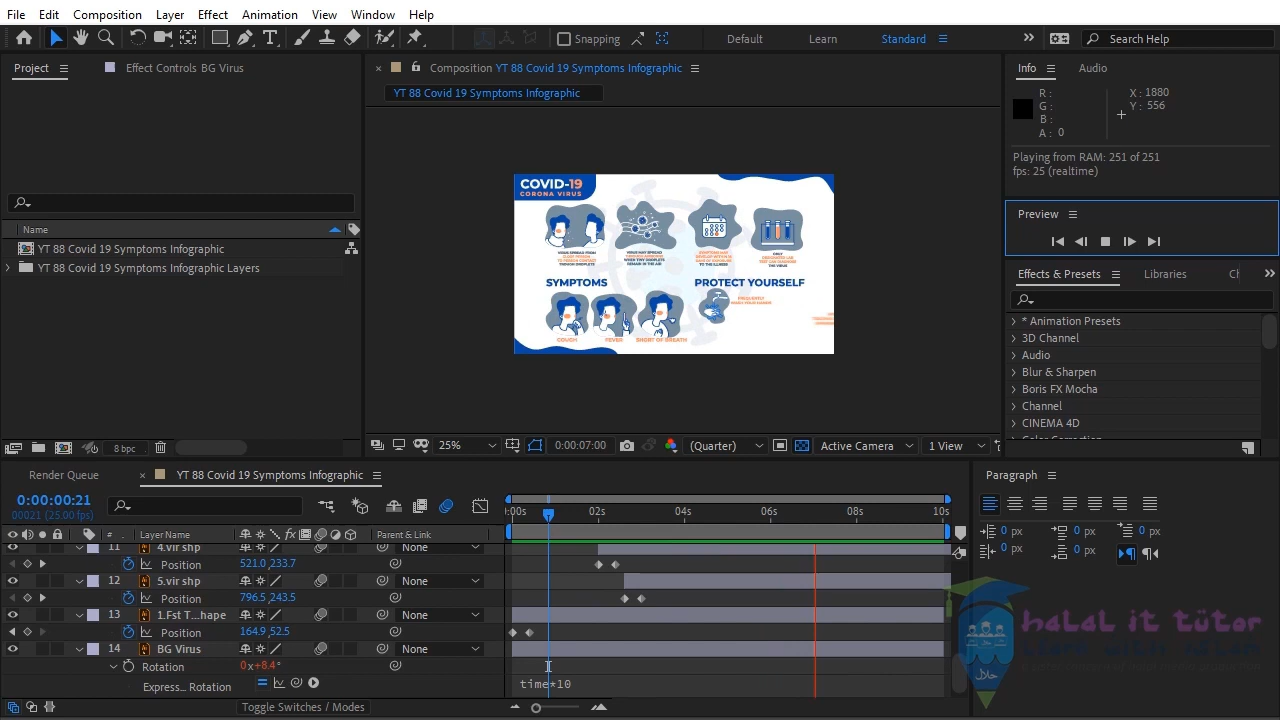 File Edit Composition Layer Effect Animation View Window Help
Snapping Default Learn Standard Search Help
Project Effect Controls BG Virus
Composition YT 88 Covid 19 Symptoms Infographic
Info Audio
YT 88 Covid 19 Symptoms Infographic
R :
G :
B :
A : 0
X : 1880
Y : 556
Playing from RAM: 251 of 251
fps: 25 (realtime)
COVID-19
CORONA VIRUS
SYMPTOMS
COUGH FEVER SHORT OF BREATH
PROTECT YOURSELF
FREQUENTLY
WASH YOUR HANDS
Preview
Name
YT 88 Covid 19 Symptoms Infographic
YT 88 Covid 19 Symptoms Infographic Layers
Effects & Presets Libraries
* Animation Presets
3D Channel
Audio
Blur & Sharpen
Boris FX Mocha
Channel
CINEMA 4D
Color Correction
8 bpc
25% 0:00:07:00 (Quarter) Active Camera 1 View
Render Queue YT 88 Covid 19 Symptoms Infographic
Paragraph
0:00:00:21
00021 (25.00 fps)
:00s 02s 04s 06s 08s 10s
# Layer Name Parent & Link
11 4.vir shp None
Position 521.0,233.7
12 5.vir shp None
Position 796.5,243.5
13 1.Fst T...hape None
Position 164.9,52.5
14 BG Virus None
Rotation 0x+8.4°
Express... Rotation time*10
Toggle Switches / Modes
0 px 0 px 0 px
0 px 0 px
halal it tutor
حلال